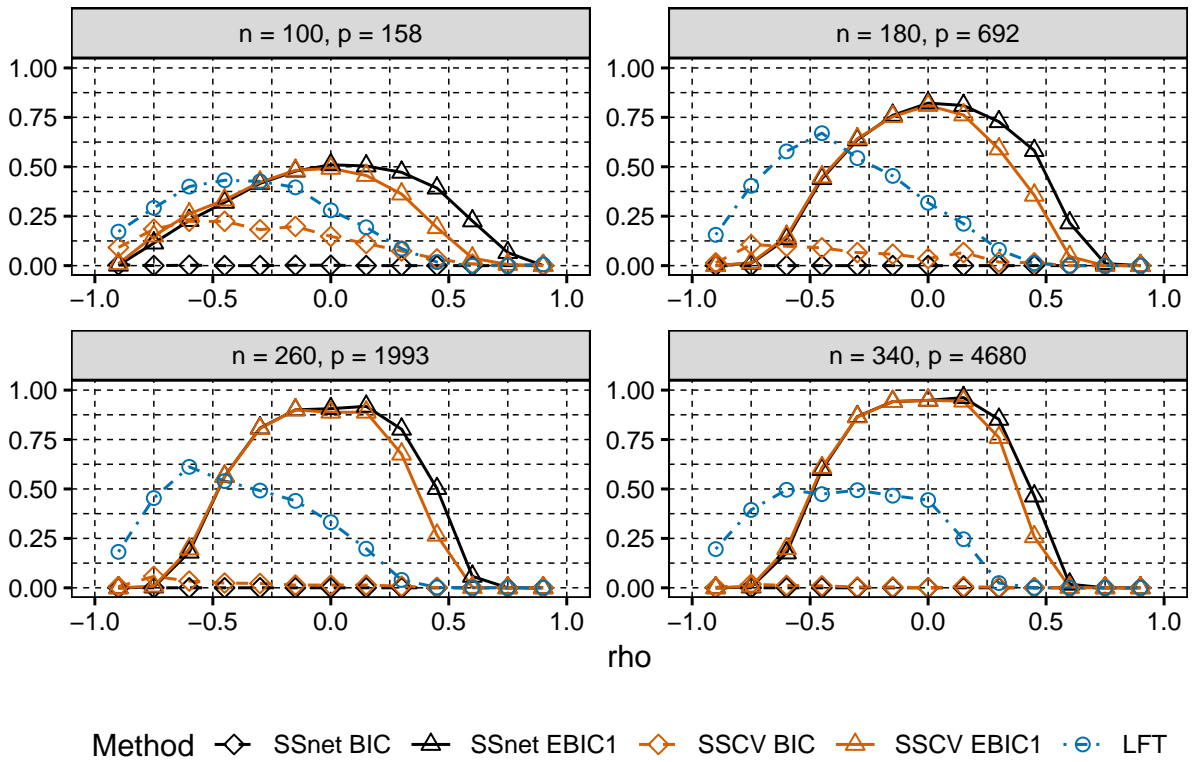 n = 100, p = 158
n = 180, p = 692
1.00
0.75
0.50
0.25
0.00
−1.0 −0.5 0.0 0.5 1.0
1.00
0.75
0.50
0.25
0.00
−1.0 −0.5 0.0 0.5 1.0
n = 260, p = 1993
n = 340, p = 4680
1.00
0.75
0.50
0.25
0.00
−1.0 −0.5 0.0 0.5 1.0
1.00
0.75
0.50
0.25
0.00
−1.0 −0.5 0.0 0.5 1.0
rho
Method SSnet BIC SSnet EBIC1 SSCV BIC SSCV EBIC1 LFT